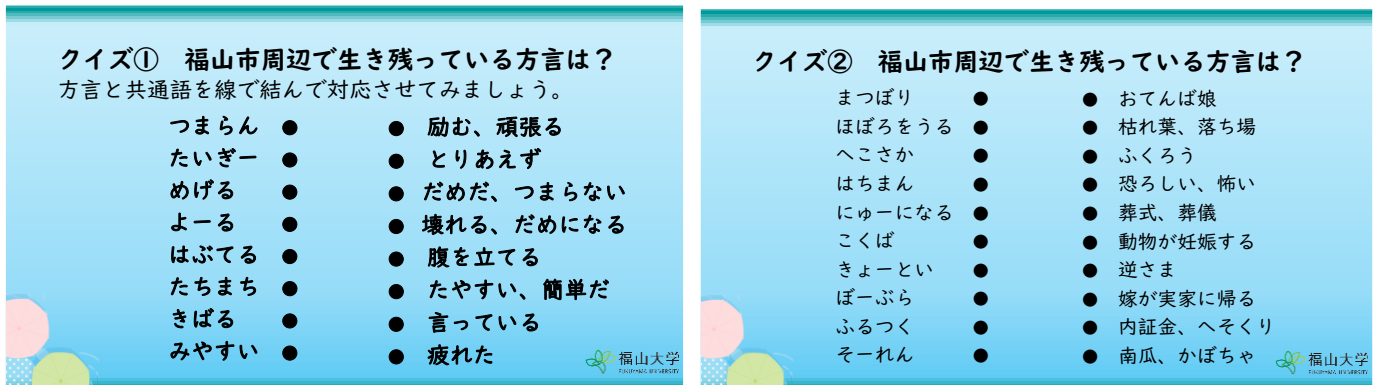 クイズ① 福山市周辺で生き残っている方言は？
方言と共通語を線で結んで対応させてみましょう。
つまらん ● ● 励む、頑張る
たいぎー ● ● とりあえず
めげる ● ● だめだ、つまらない
よーる ● ● 壊れる、だめになる
はぶてる ● ● 腹を立てる
たちまち ● ● たやすい、簡単だ
きばる ● ● 言っている
みやすい ● ● 疲れた
福山大学
FUKUYAMA UNIVERSITY
クイズ② 福山市周辺で生き残っている方言は？
まつぼり ● ● おてんば娘
ほぼろをうる ● ● 枯れ葉、落ち場
へこさか ● ● ふくろう
はちまん ● ● 恐ろしい、怖い
にゅーになる ● ● 葬式、葬儀
こくば ● ● 動物が妊娠する
きょーとい ● ● 逆さま
ぼーぶら ● ● 嫁が実家に帰る
ふるつく ● ● 内証金、へそくり
そーれん ● ● 南瓜、かぼちゃ
福山大学
FUKUYAMA UNIVERSITY